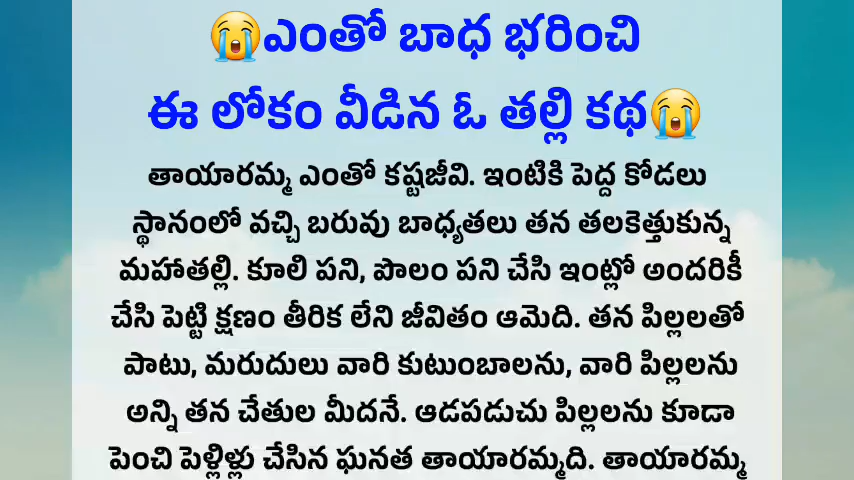 😭ఎంతో బాధ భరించి
ఈ లోకం వీడిన ఓ తల్లి కథ😭
తాయారమ్మ ఎంతో కష్టజీవి. ఇంటికి పెద్ద కోడలు
స్థానంలో వచ్చి బరువు బాధ్యతలు తన తలకెత్తుకున్న
మహాతల్లి. కూలి పని, పొలం పని చేసి ఇంట్లో అందరికీ
చేసి పెట్టి క్షణం తీరిక లేని జీవితం ఆమెది. తన పిల్లలతో
పాటు, మరుదులు వారి కుటుంబాలను, వారి పిల్లలను
అన్ని తన చేతుల మీదనే. ఆడపడుచు పిల్లలను కూడా
పెంచి పెళ్లిళ్లు చేసిన ఘనత తాయారమ్మది. తాయారమ్మ